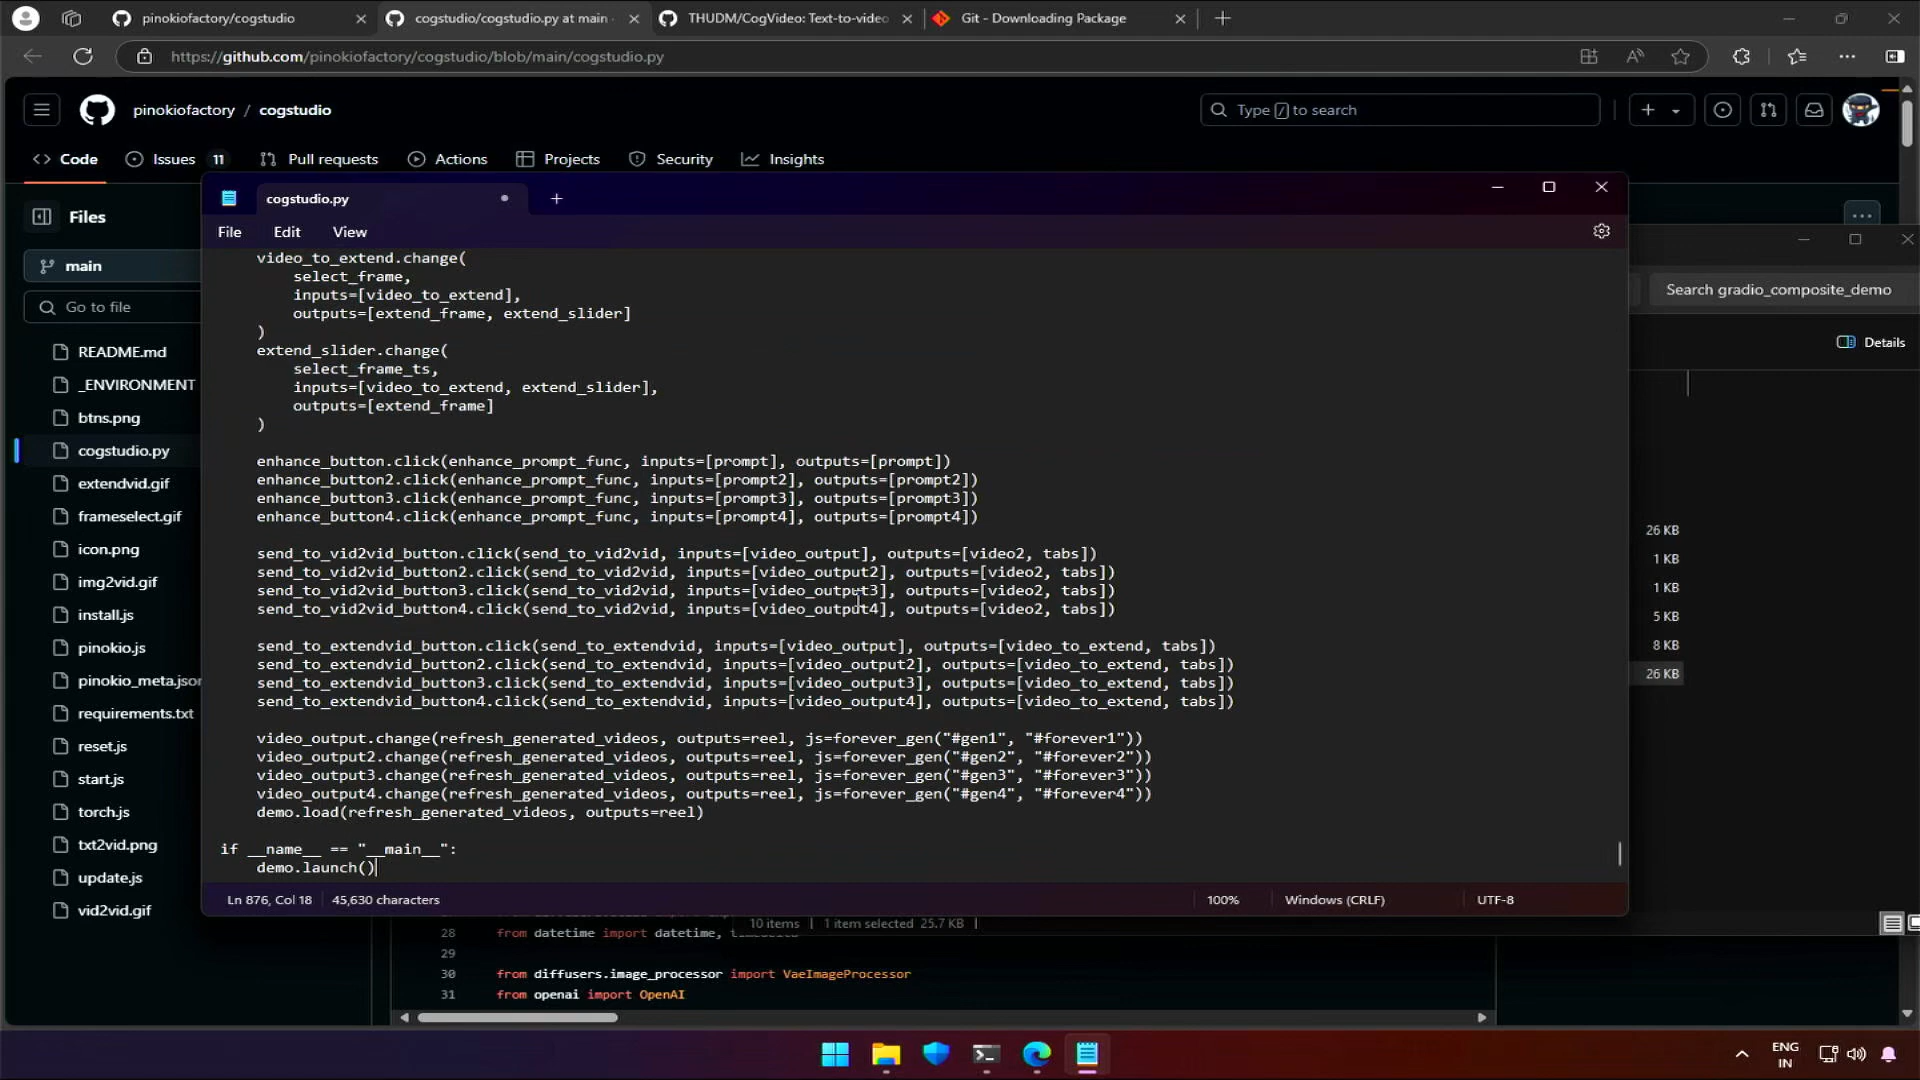 pinokiofactory/cogstudio
cogstudio/cogstudio.py at main
THUDM/CogVideo: Text-to-video
Git - Downloading Package
https://github.com/pinokiofactory/cogstudio/blob/main/cogstudio.py
pinokiofactory / cogstudio
Type / to search
Code
Issues 11
Pull requests
Actions
Projects
Security
Insights
cogstudio.py
File Edit View
Files
main
Go to file
README.md
_ENVIRONMENT
btns.png
cogstudio.py
extendvid.gif
frameselect.gif
icon.png
img2vid.gif
install.js
pinokio.js
pinokio_meta.json
requirements.txt
reset.js
start.js
torch.js
txt2vid.png
update.js
vid2vid.gif
video_to_extend.change(
select_frame,
inputs=[video_to_extend],
outputs=[extend_frame, extend_slider]
)
extend_slider.change(
select_frame_ts,
inputs=[video_to_extend, extend_slider],
outputs=[extend_frame]
)
enhance_button.click(enhance_prompt_func, inputs=[prompt], outputs=[prompt])
enhance_button2.click(enhance_prompt_func, inputs=[prompt2], outputs=[prompt2])
enhance_button3.click(enhance_prompt_func, inputs=[prompt3], outputs=[prompt3])
enhance_button4.click(enhance_prompt_func, inputs=[prompt4], outputs=[prompt4])
send_to_vid2vid_button.click(send_to_vid2vid, inputs=[video_output], outputs=[video2, tabs])
send_to_vid2vid_button2.click(send_to_vid2vid, inputs=[video_output2], outputs=[video2, tabs])
send_to_vid2vid_button3.click(send_to_vid2vid, inputs=[video_output3], outputs=[video2, tabs])
send_to_vid2vid_button4.click(send_to_vid2vid, inputs=[video_output4], outputs=[video2, tabs])
send_to_extendvid_button.click(send_to_extendvid, inputs=[video_output], outputs=[video_to_extend, tabs])
send_to_extendvid_button2.click(send_to_extendvid, inputs=[video_output2], outputs=[video_to_extend, tabs])
send_to_extendvid_button3.click(send_to_extendvid, inputs=[video_output3], outputs=[video_to_extend, tabs])
send_to_extendvid_button4.click(send_to_extendvid, inputs=[video_output4], outputs=[video_to_extend, tabs])
video_output.change(refresh_generated_videos, outputs=reel, js=forever_gen("#gen1", "#forever1"))
video_output2.change(refresh_generated_videos, outputs=reel, js=forever_gen("#gen2", "#forever2"))
video_output3.change(refresh_generated_videos, outputs=reel, js=forever_gen("#gen3", "#forever3"))
video_output4.change(refresh_generated_videos, outputs=reel, js=forever_gen("#gen4", "#forever4"))
demo.load(refresh_generated_videos, outputs=reel)
if __name__ == "__main__":
demo.launch()
Ln 876, Col 18
45,630 characters
100%
Windows (CRLF)
UTF-8
Search gradio_composite_demo
Details
26 KB
1 KB
1 KB
5 KB
8 KB
26 KB
10 items
1 item selected 25.7 KB
28 from datetime import datetime,
29
30 from diffusers.image_processor import VaeImageProcessor
31 from openai import OpenAI
ENG
IN